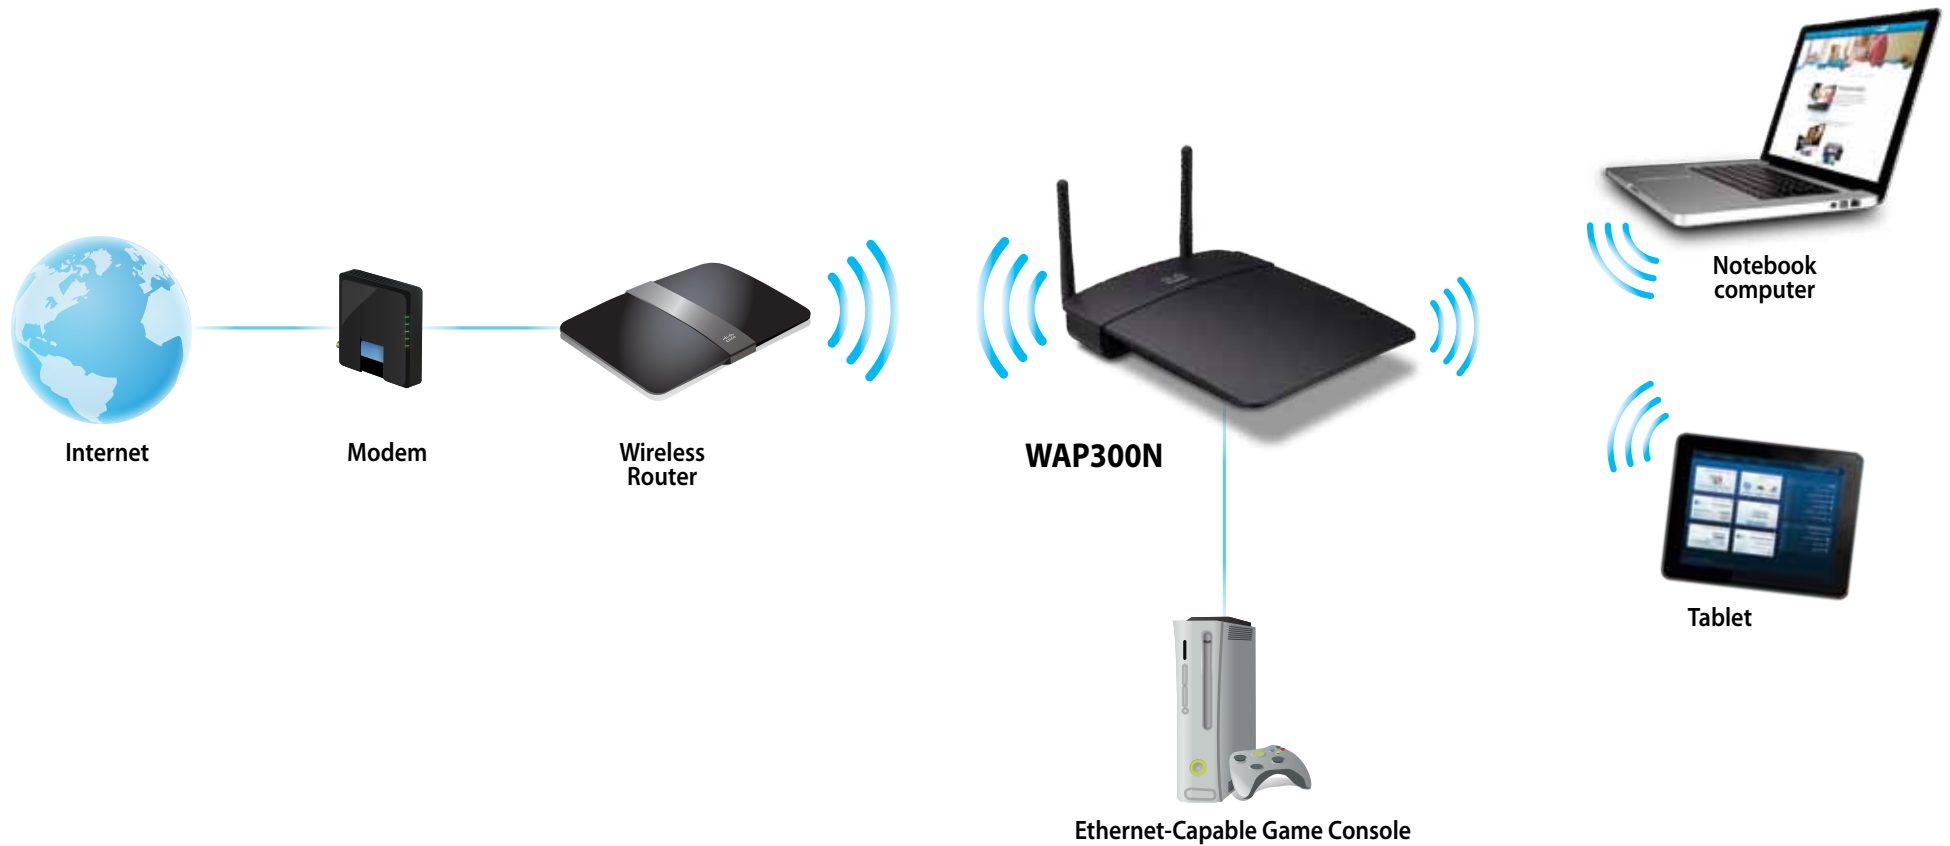 Internet
Modem
Wireless
Router
WAP300N
Notebook
computer
Tablet
Ethernet-Capable Game Console